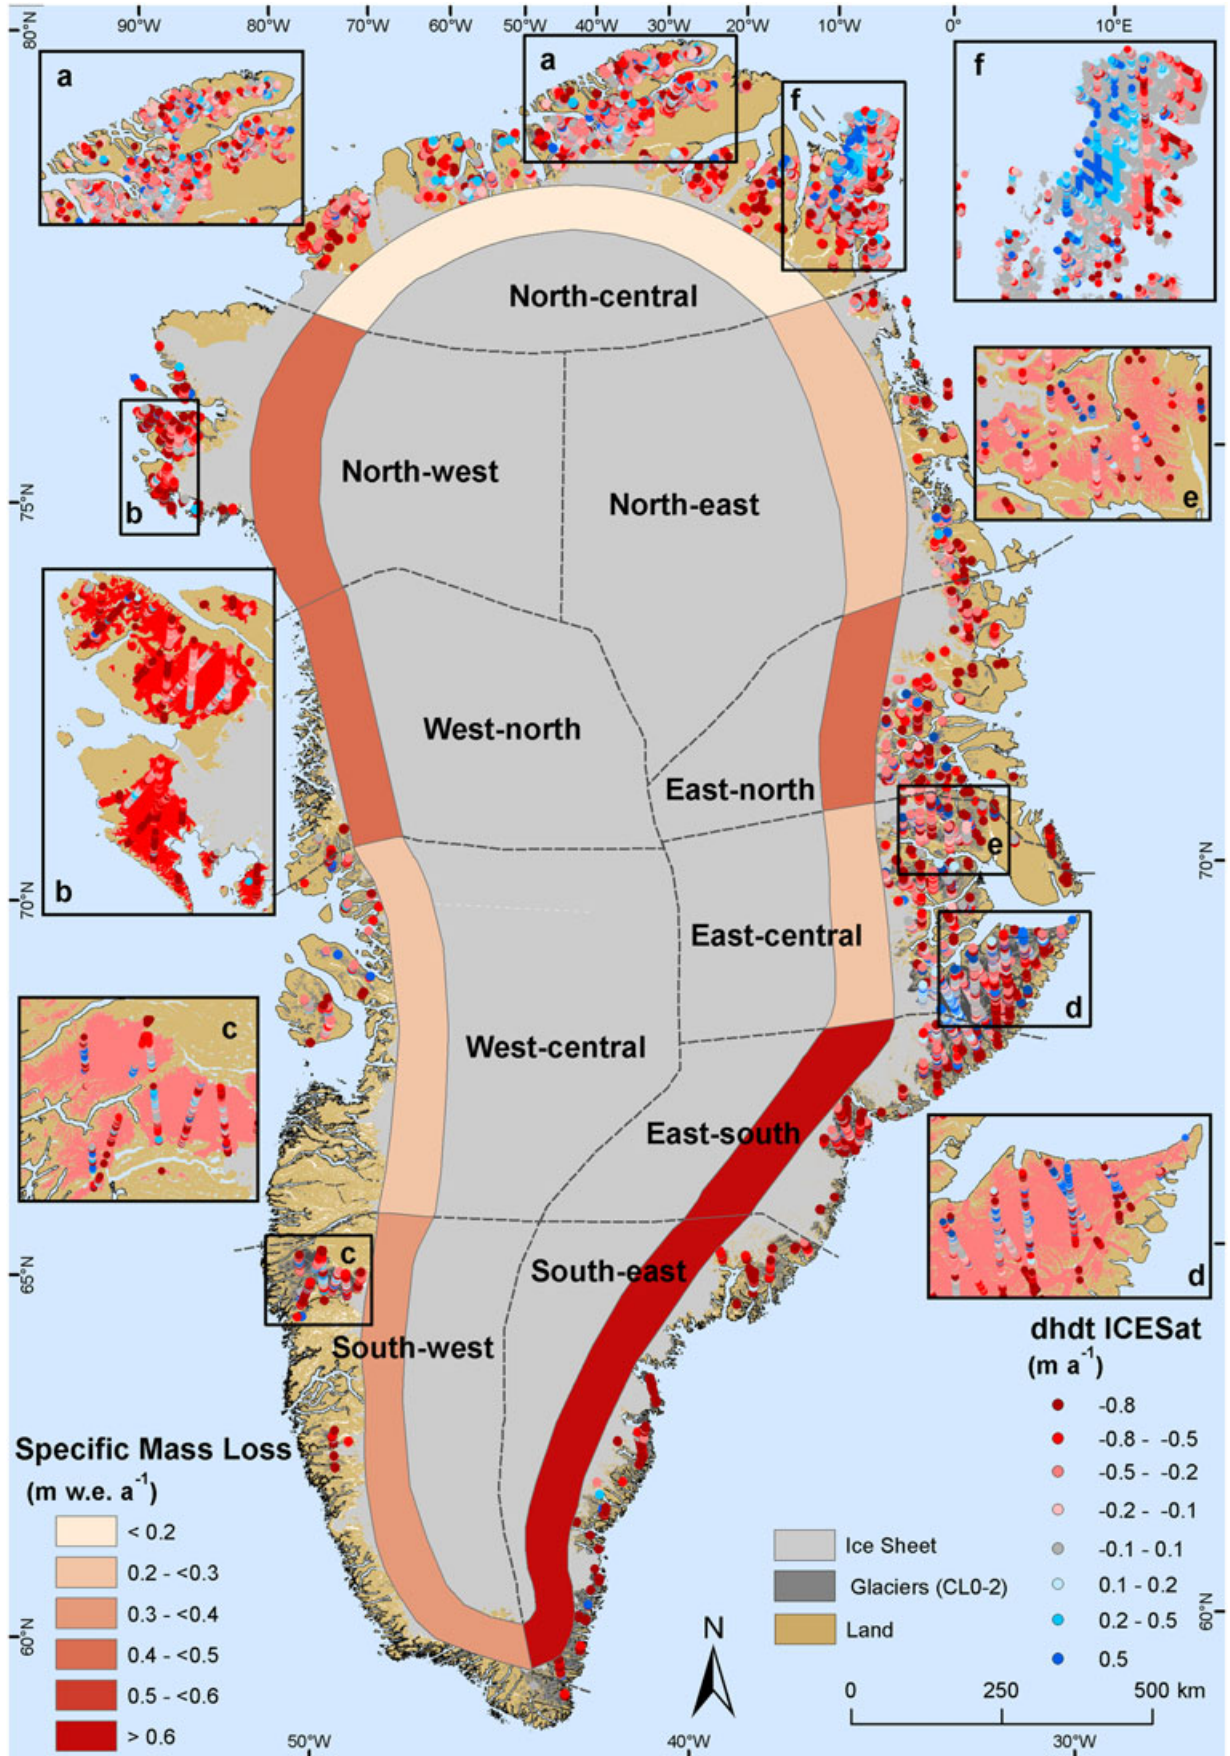 90°W 80°W 70°W 60°W 50°W 40°W 30°W 20°W 10°W 0° 10°E
80°N
a
a
f
f
North-central
North-west
North-east
75°N
b
e
b
West-north
East-north
e
70°N
70°N
East-central
d
c
West-central
East-south
d
65°N
c
South-east
South-west
dhdt ICESat
(m a⁻¹)
-0.8
-0.8 - -0.5
-0.5 - -0.2
-0.2 - -0.1
-0.1 - 0.1
0.1 - 0.2
0.2 - 0.5
0.5
Specific Mass Loss
(m w.e. a⁻¹)
< 0.2
0.2 - <0.3
0.3 - <0.4
0.4 - <0.5
0.5 - <0.6
> 0.6
Ice Sheet
Glaciers (CL0-2)
Land
60°N
60°N
N
0 250 500 km
50°W 40°W 30°W